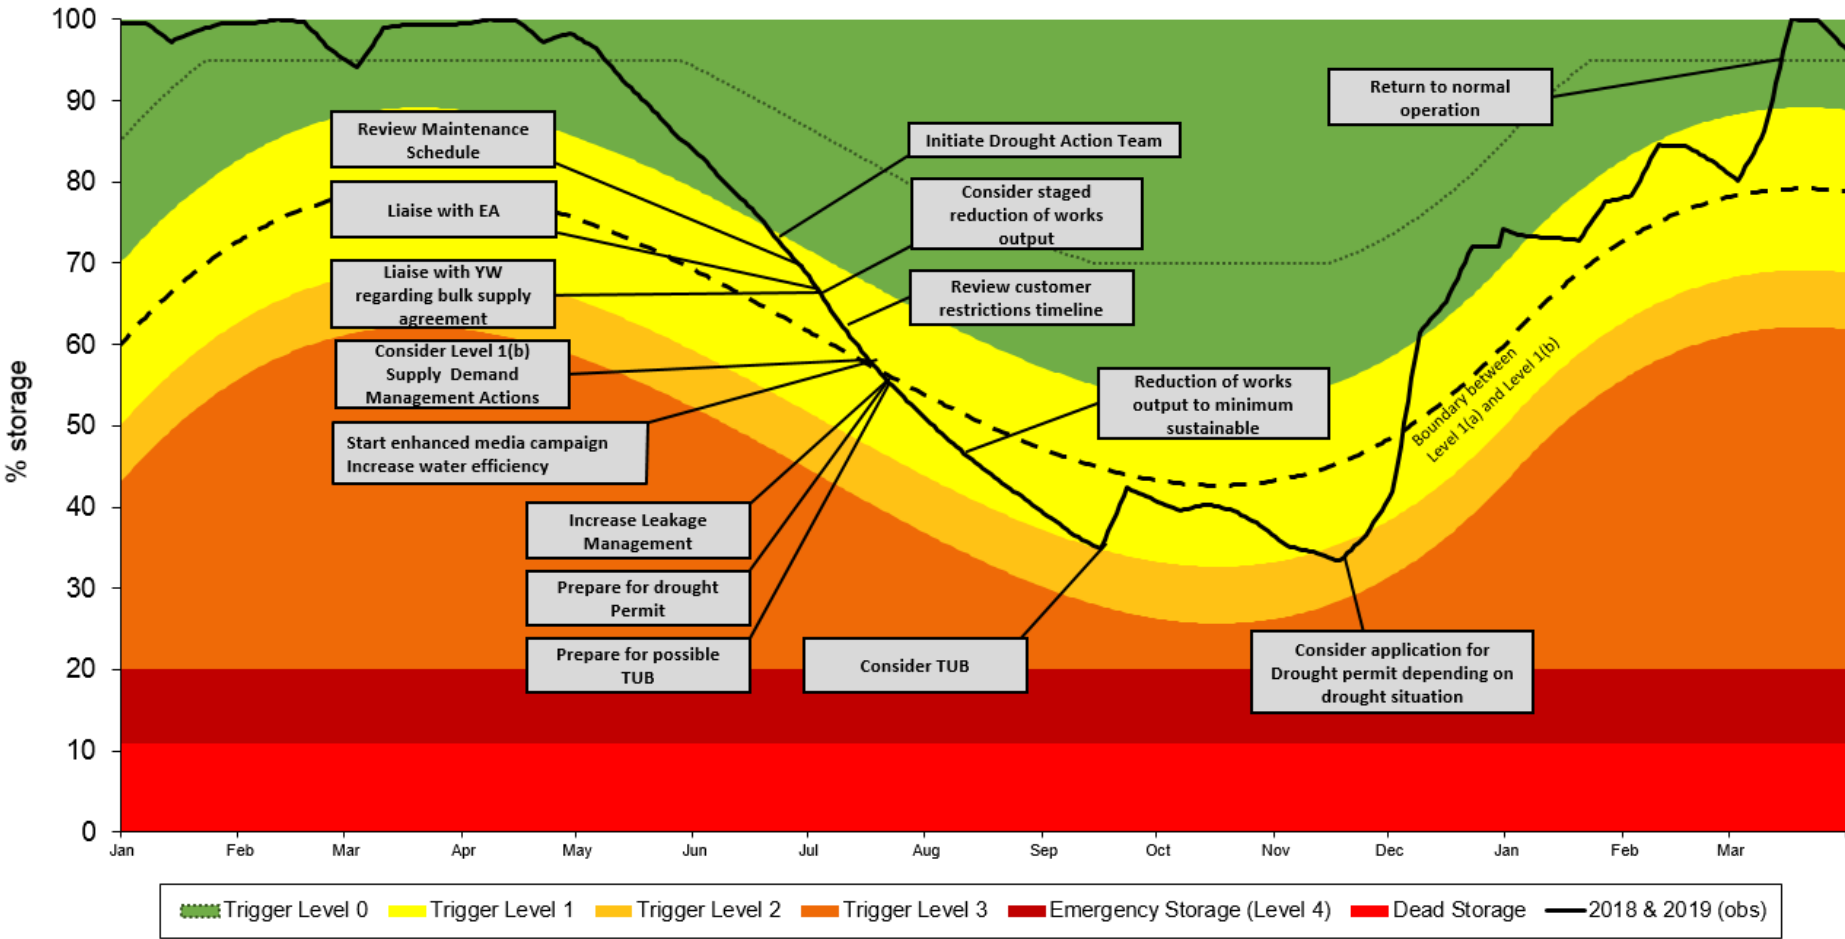 100
90
80
70
60
50
40
30
20
10
0
% storage
Review Maintenance
Schedule
Liaise with EA
Liaise with YW
regarding bulk supply
agreement
Consider Level 1(b)
Supply Demand
Management Actions
Start enhanced media campaign
Increase water efficiency
Increase Leakage
Management
Prepare for drought
Permit
Prepare for possible
TUB
Initiate Drought Action Team
Consider staged
reduction of works
output
Review customer
restrictions timeline
Reduction of works
output to minimum
sustainable
Consider TUB
Return to normal
operation
Boundary between
Level 1(a) and Level 1(b)
Consider application for
Drought permit depending on
drought situation
Jan Feb Mar Apr May Jun Jul Aug Sep Oct Nov Dec Jan Feb Mar
Trigger Level 0 Trigger Level 1 Trigger Level 2 Trigger Level 3 Emergency Storage (Level 4) Dead Storage 2018 & 2019 (obs)